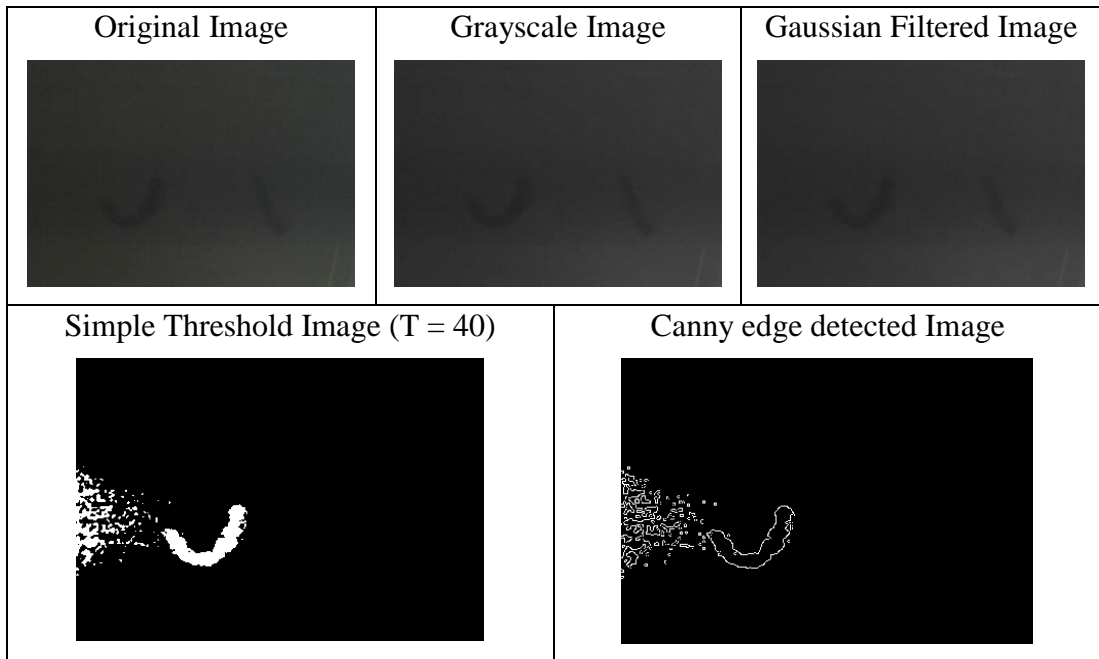 Original Image
Grayscale Image
Gaussian Filtered Image
Simple Threshold Image (T = 40)
Canny edge detected Image